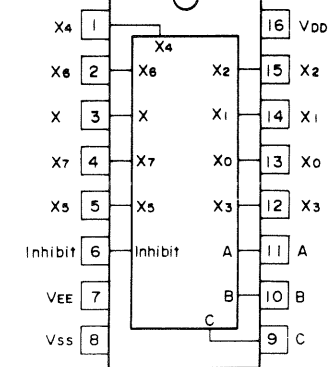 X4 1 16 VDD
X4
X6 2 X6 X2 15 X2
X 3 X X1 14 X1
X7 4 X7 X0 13 X0
X5 5 X5 X3 12 X3
Inhibit 6 Inhibit A 11 A
VEE 7 B 10 B
C
VSS 8 9 C